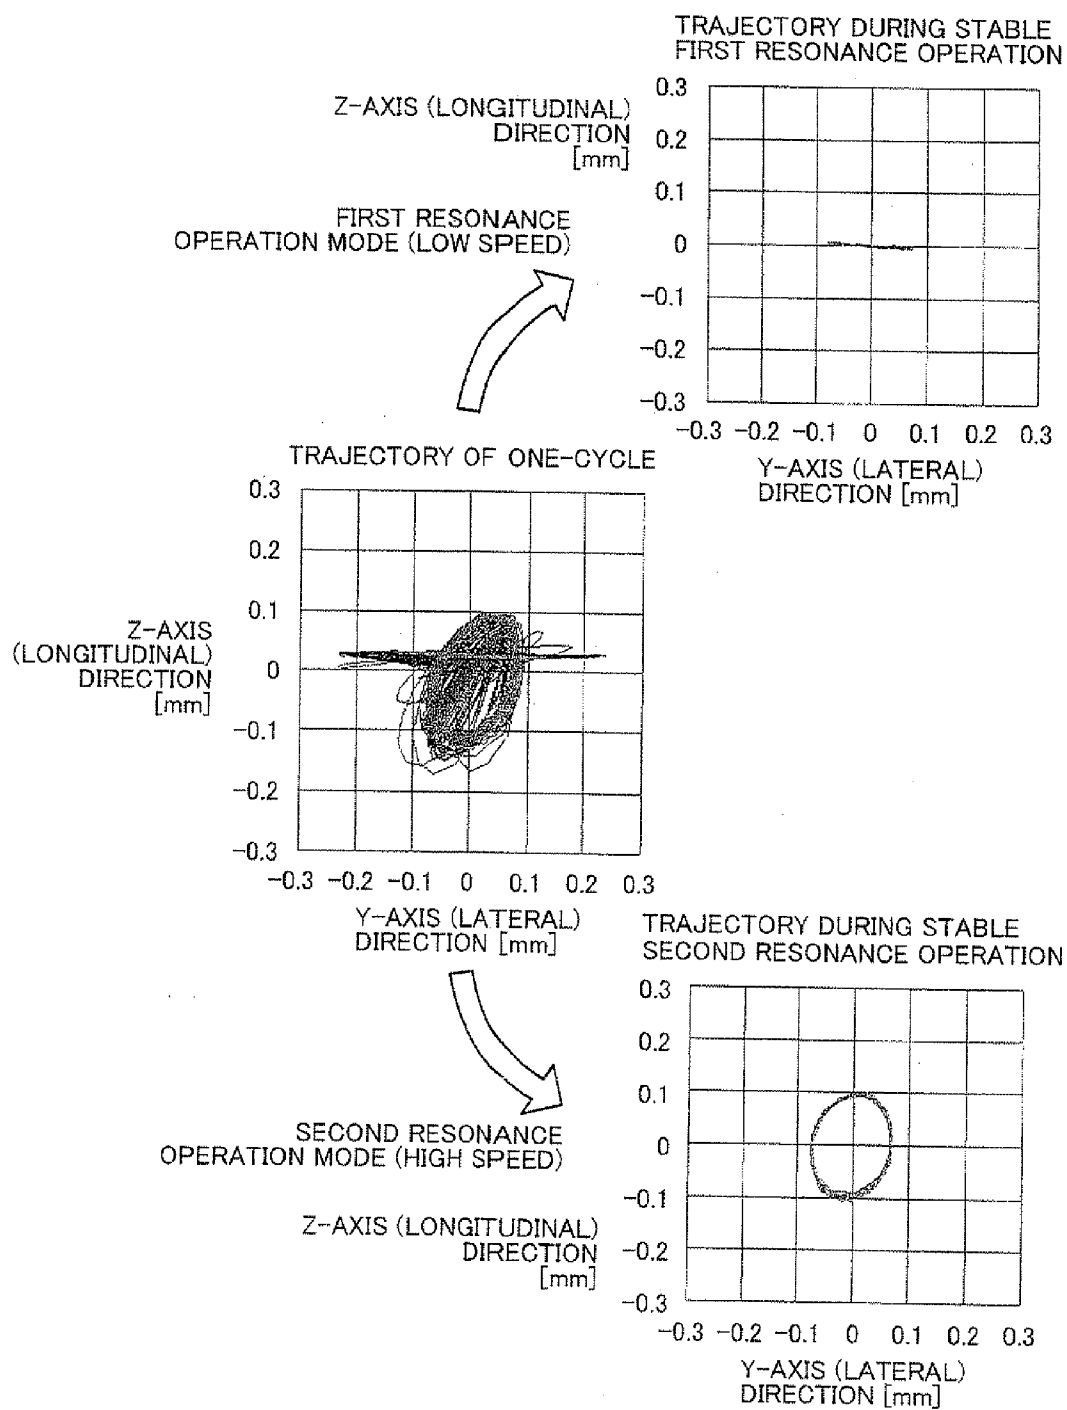 TRAJECTORY DURING STABLE
FIRST RESONANCE OPERATION
Z-AXIS (LONGITUDINAL)
DIRECTION
[mm]
0.3
0.2
0.1
0
-0.1
-0.2
-0.3
-0.3 -0.2 -0.1 0 0.1 0.2 0.3
Y-AXIS (LATERAL)
DIRECTION [mm]
FIRST RESONANCE
OPERATION MODE (LOW SPEED)
TRAJECTORY OF ONE-CYCLE
Z-AXIS
(LONGITUDINAL)
DIRECTION
[mm]
0.3
0.2
0.1
0
-0.1
-0.2
-0.3
-0.3 -0.2 -0.1 0 0.1 0.2 0.3
Y-AXIS (LATERAL)
DIRECTION [mm]
SECOND RESONANCE
OPERATION MODE (HIGH SPEED)
TRAJECTORY DURING STABLE
SECOND RESONANCE OPERATION
Z-AXIS (LONGITUDINAL)
DIRECTION
[mm]
0.3
0.2
0.1
0
-0.1
-0.2
-0.3
-0.3 -0.2 -0.1 0 0.1 0.2 0.3
Y-AXIS (LATERAL)
DIRECTION [mm]